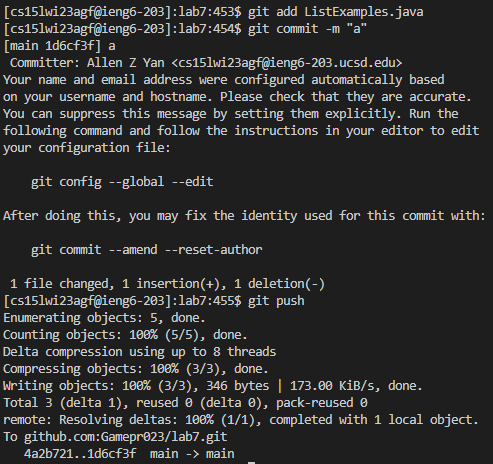 [cs15lwi23agf@ieng6-203]:lab7:453$ git add ListExamples.java
[cs15lwi23agf@ieng6-203]:lab7:454$ git commit -m "a"
[main 1d6cf3f] a
 Committer: Allen Z Yan <cs15lwi23agf@ieng6-203.ucsd.edu>
Your name and email address were configured automatically based
on your username and hostname. Please check that they are accurate.
You can suppress this message by setting them explicitly. Run the
following command and follow the instructions in your editor to edit
your configuration file:

    git config --global --edit

After doing this, you may fix the identity used for this commit with:

    git commit --amend --reset-author

 1 file changed, 1 insertion(+), 1 deletion(-)
[cs15lwi23agf@ieng6-203]:lab7:455$ git push
Enumerating objects: 5, done.
Counting objects: 100% (5/5), done.
Delta compression using up to 8 threads
Compressing objects: 100% (3/3), done.
Writing objects: 100% (3/3), 346 bytes | 173.00 KiB/s, done.
Total 3 (delta 1), reused 0 (delta 0), pack-reused 0
remote: Resolving deltas: 100% (1/1), completed with 1 local object.
To github.com:Gamepr023/lab7.git
   4a2b721..1d6cf3f  main -> main